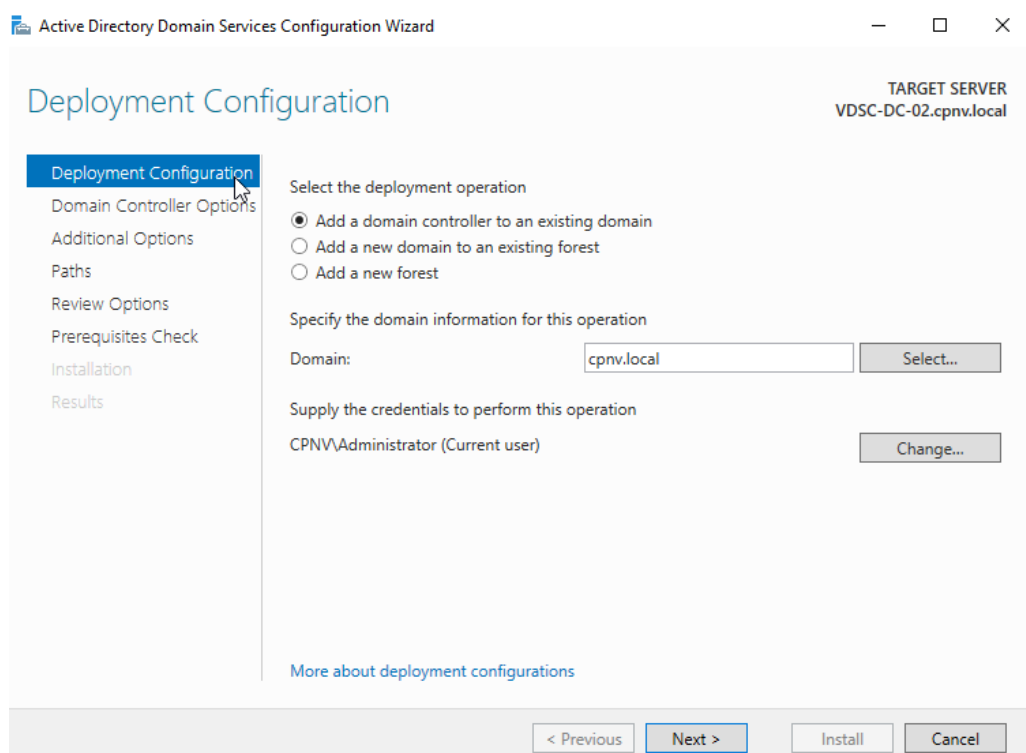 Active Directory Domain Services Configuration Wizard
Deployment Configuration
TARGET SERVER
VDSC-DC-02.cpnv.local
Deployment Configuration
Domain Controller Options
Additional Options
Paths
Review Options
Prerequisites Check
Installation
Results
Select the deployment operation
Add a domain controller to an existing domain
Add a new domain to an existing forest
Add a new forest
Specify the domain information for this operation
Domain: cpnv.local Select...
Supply the credentials to perform this operation
CPNV\Administrator (Current user) Change...
More about deployment configurations
< Previous Next > Install Cancel